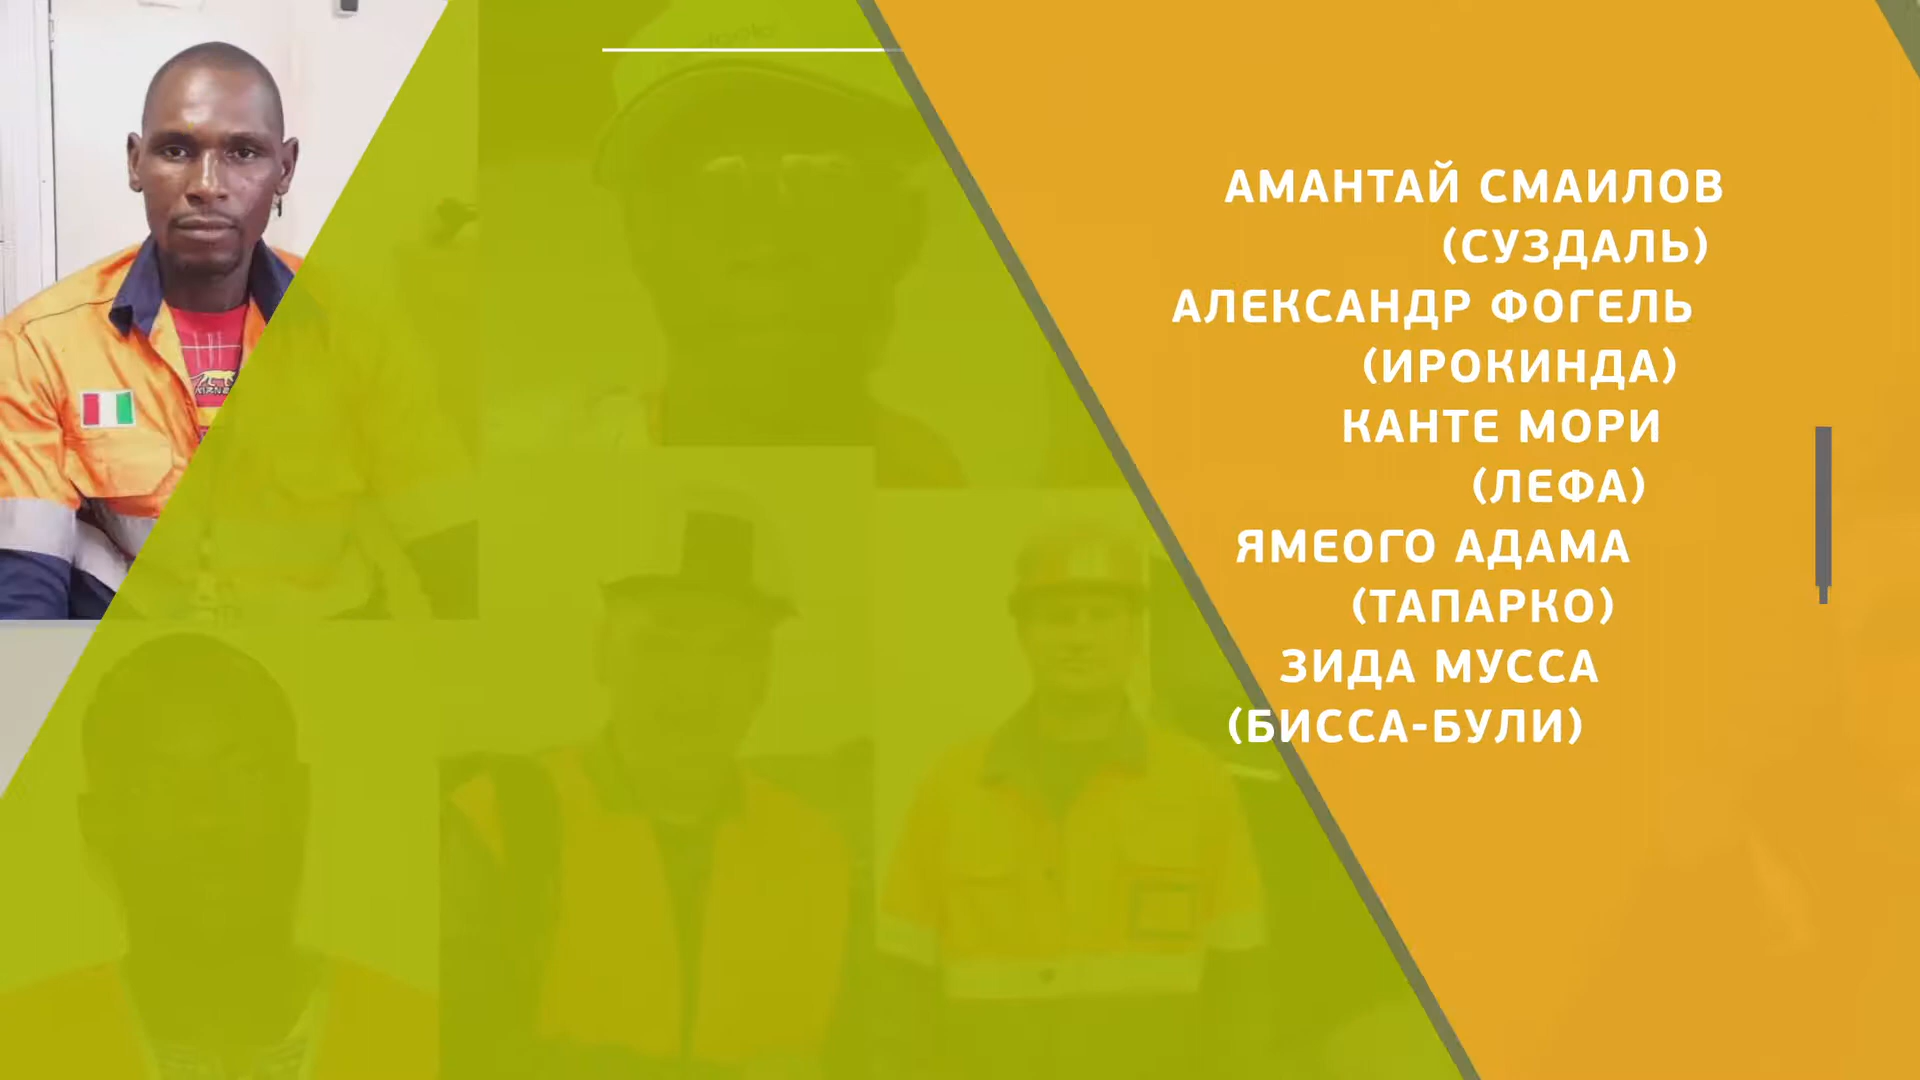 АМАНТАЙ СМАИЛОВ
(СУЗДАЛЬ)
АЛЕКСАНДР ФОГЕЛЬ
(ИРОКИНДА)
КАНТЕ МОРИ
(ЛЕФА)
ЯМЕОГО АДАМА
(ТАПАРКО)
ЗИДА МУССА
(БИССА-БУЛИ)